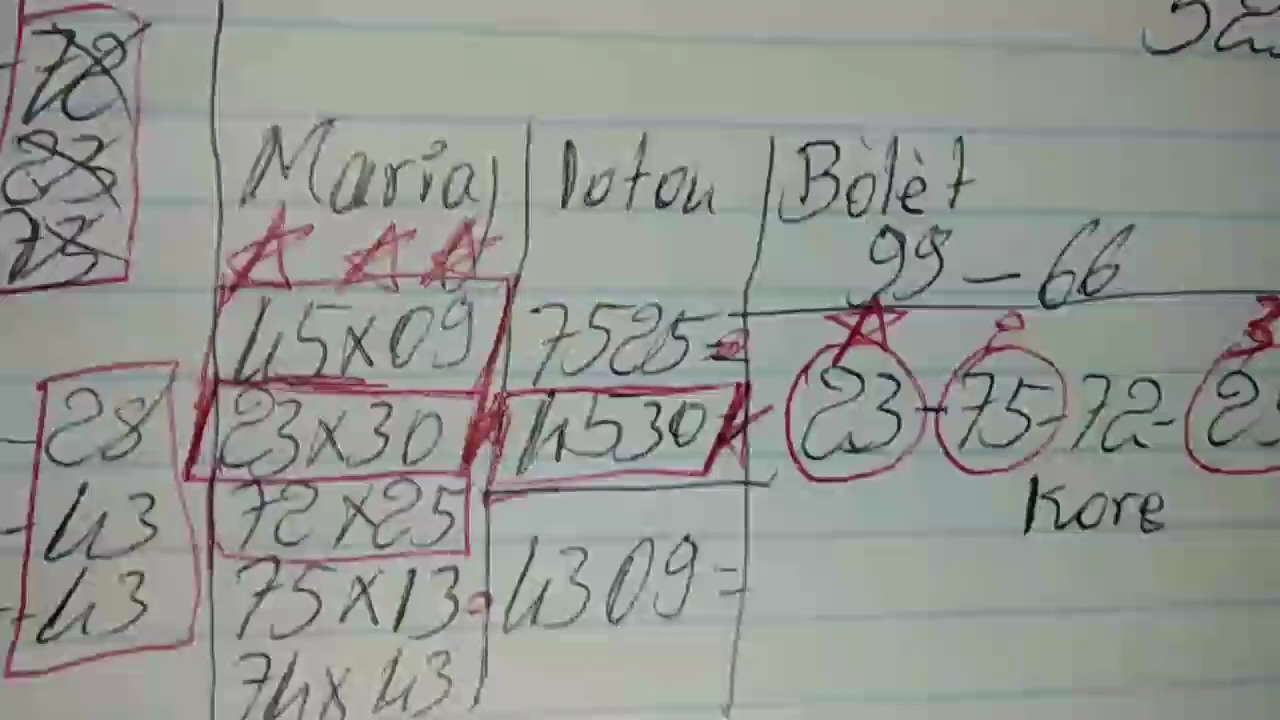 Maria
lotou
Bòlèt
99-66
45x09
7525=
23x30
4530
23-75-72-
72x25
Kore
75x13
4309=
74x43
28
43
43